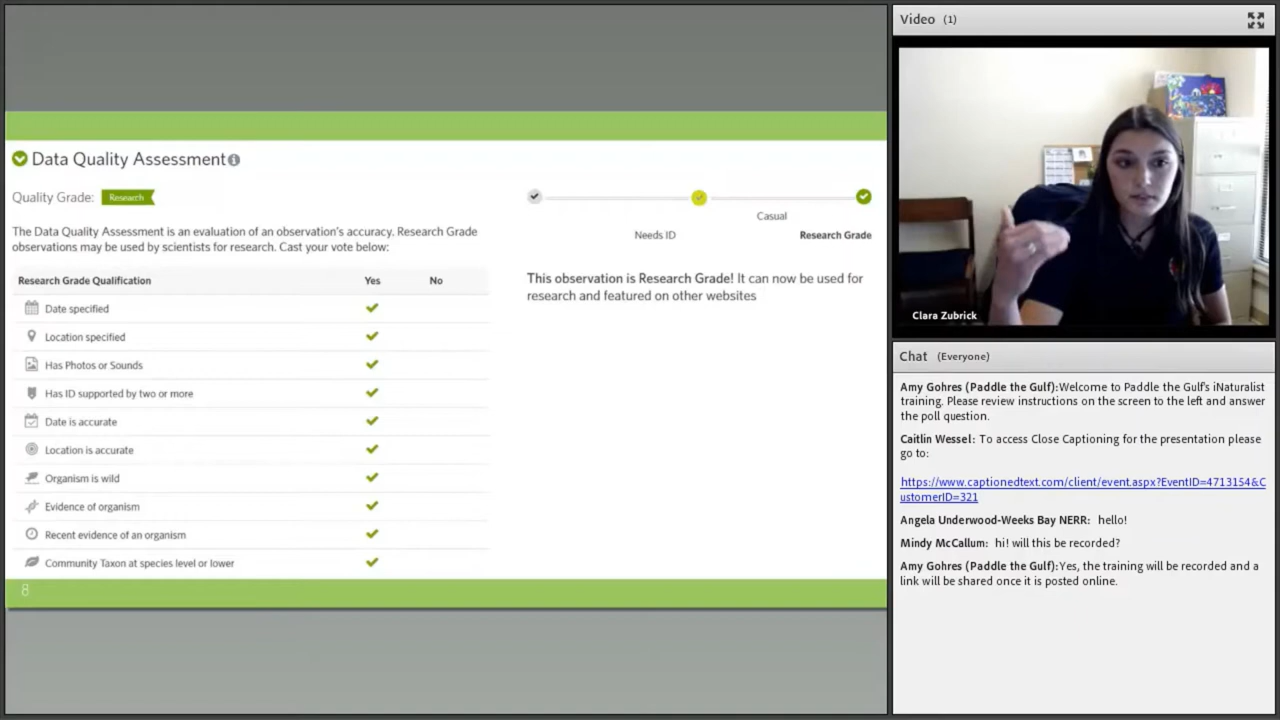 Data Quality Assessment
Quality Grade: Research
The Data Quality Assessment is an evaluation of an observation's accuracy. Research Grade
observations may be used by scientists for research. Cast your vote below:
Research Grade Qualification Yes No
Date specified
Location specified
Has Photos or Sounds
Has ID supported by two or more
Date is accurate
Location is accurate
Organism is wild
Evidence of organism
Recent evidence of an organism
Community Taxon at species level or lower
8
Casual
Needs ID
Research Grade
This observation is Research Grade! It can now be used for
research and featured on other websites
Video (1)
Clara Zubrick
Chat (Everyone)
Amy Gohres (Paddle the Gulf):Welcome to Paddle the Gulf's iNaturalist
training. Please review instructions on the screen to the left and answer
the poll question.
Caitlin Wessel: To access Close Captioning for the presentation please
go to:
https://www.captionedtext.com/client/event.aspx?EventID=4713154&C
ustomerID=321
Angela Underwood-Weeks Bay NERR: hello!
Mindy McCallum: hi! will this be recorded?
Amy Gohres (Paddle the Gulf):Yes, the training will be recorded and a
link will be shared once it is posted online.